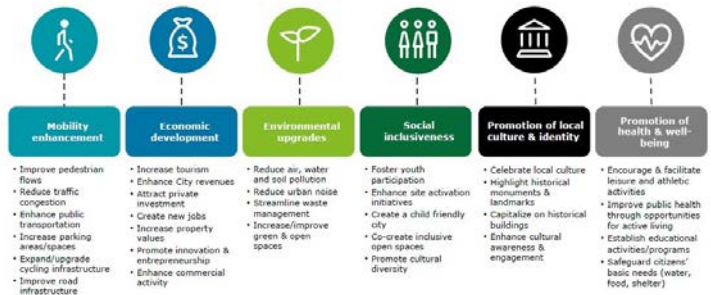 $
Mobility
enhancement
• Improve pedestrian
flows
• Reduce traffic
congestion
• Enhance public
transportation
• Increase parking
areas/spaces
• Expand/upgrade
cycling infrastructure
• Improve road
infrastructure
Economic
development
• Increase tourism
• Enhance City revenues
• Attract private
investment
• Create new jobs
• Increase property
values
• Promote innovation &
entrepreneurship
• Enhance commercial
activity
Environmental
upgrades
• Reduce air, water
and soil pollution
• Reduce urban noise
• Streamline waste
management
• Increase/improve
green & open
spaces
Social
inclusiveness
• Foster youth
participation
• Enhance site activation
initiatives
• Create a child friendly
city
• Co-create inclusive
open spaces
• Promote cultural
diversity
Promotion of local
culture & identity
• Celebrate local culture
• Highlight historical
monuments &
landmarks
• Capitalize on historical
buildings
• Enhance cultural
awareness &
engagement
Promotion of
health & well-
being
• Encourage & facilitate
leisure and athletic
activities
• Improve public health
through opportunities
for active living
• Establish educational
activities/programs
• Safeguard citizens'
basic needs (water,
food, shelter)